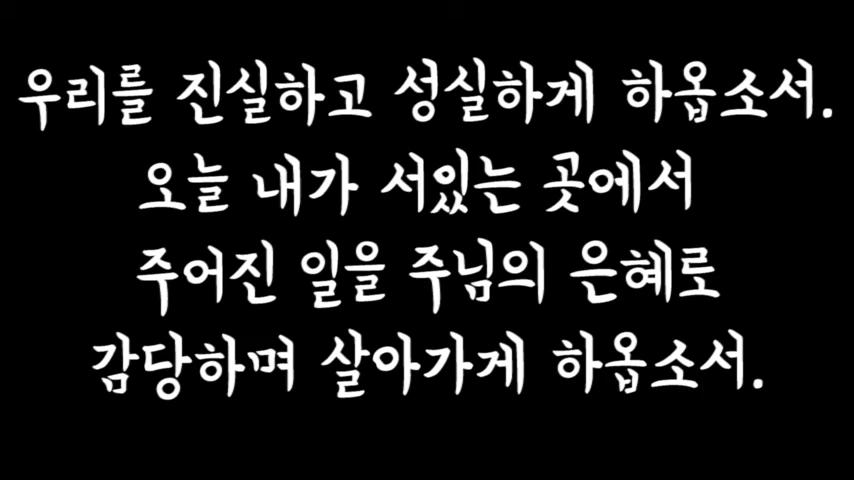 우리를 진실하고 성실하게 하옵소서.
오늘 내가 서있는 곳에서
주어진 일을 주님의 은혜로
감당하며 살아가게 하옵소서.